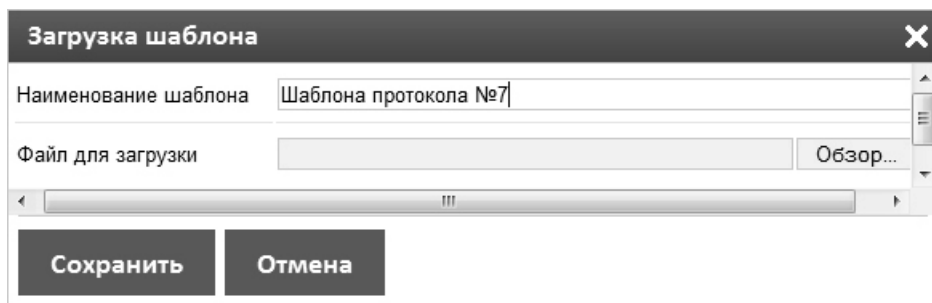 Загрузка шаблона
Наименование шаблона Шаблона протокола №7
Файл для загрузки Обзор...
Сохранить Отмена